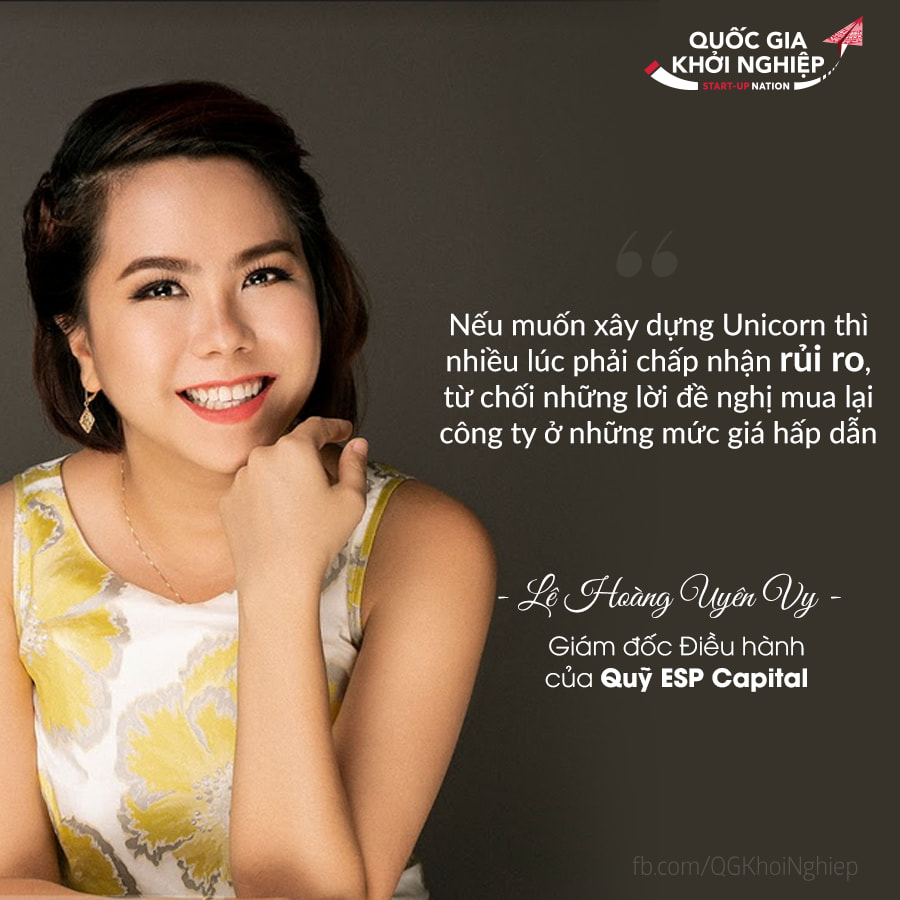 QUỐC GIA
KHỞI NGHIỆP
START-UP NATION
“
Nếu muốn xây dựng Unicorn thì
nhiều lúc phải chấp nhận rủi ro,
từ chối những lời đề nghị mua lại
công ty ở những mức giá hấp dẫn
- Lê Hoàng Uyên Vy -
Giám đốc Điều hành
của Quỹ ESP Capital
fb.com/QGKhoiNghiep